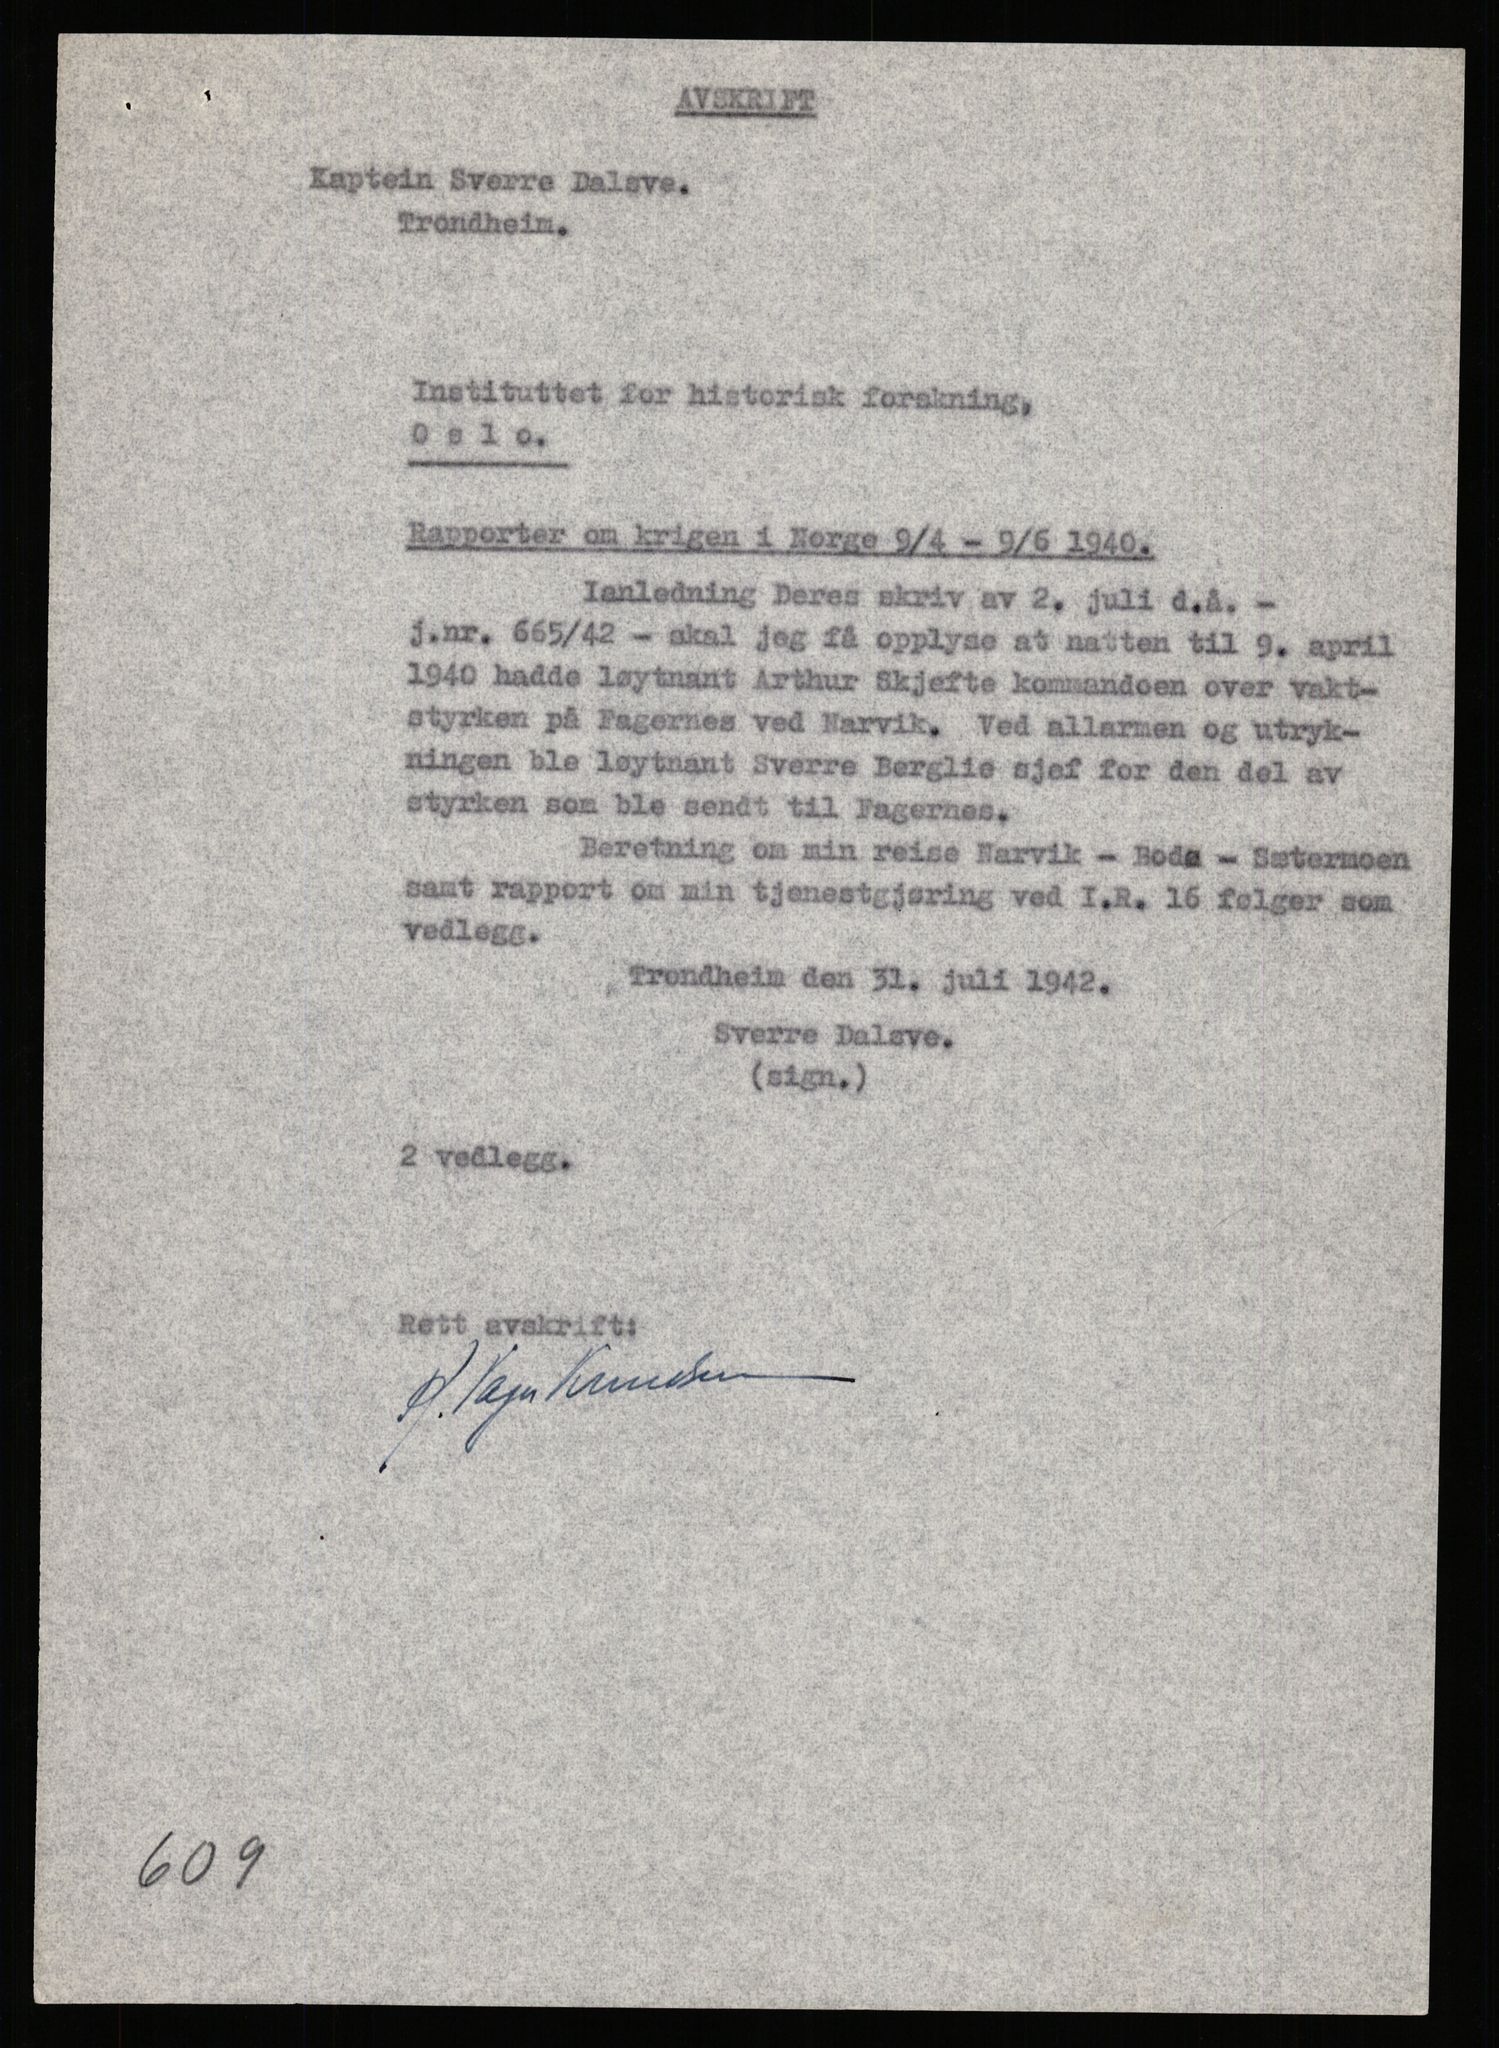 AVSKRIFT
Kaptein Sverre Dalsve.
Trondheim.
Instituttet for historisk forskning,
O s l o.
Rapporter om krigen i Norge 9/4 - 9/6 1940.
Ianledning Deres skriv av 2. juli d.å. -
j.nr. 665/42 - skal jeg få opplyse at natten til 9. april
1940 hadde løytnant Arthur Skjefte kommandoen over vakt-
styrken på Fagernes ved Narvik. Ved allarmen og utryk-
ningen ble løytnant Sverre Berglie sjef for den del av
styrken som ble sendt til Fagernes.
Beretning om min reise Narvik - Bodø - Sætermoen
samt rapport om min tjenestgjøring ved I.R. 16 følger som
vedlegg.
Trondheim den 31. juli 1942.
Sverre Dalsve.
(sign.)
2 vedlegg.
Rett avskrift:
Knudsen
609